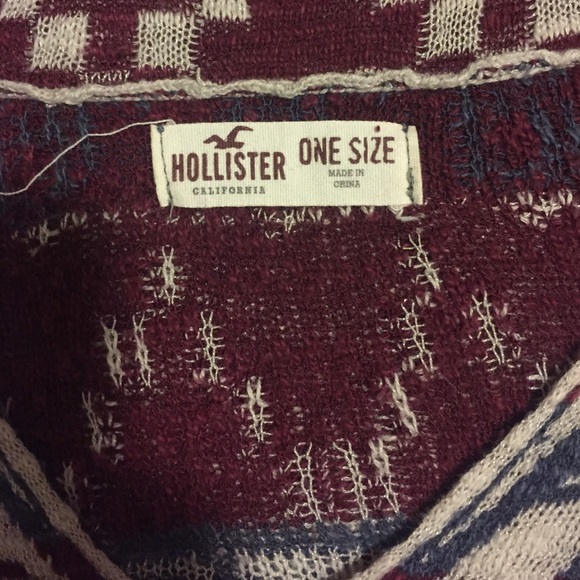 HOLLISTER
CALIFORNIA
ONE SIZE
MADE IN
CHINA